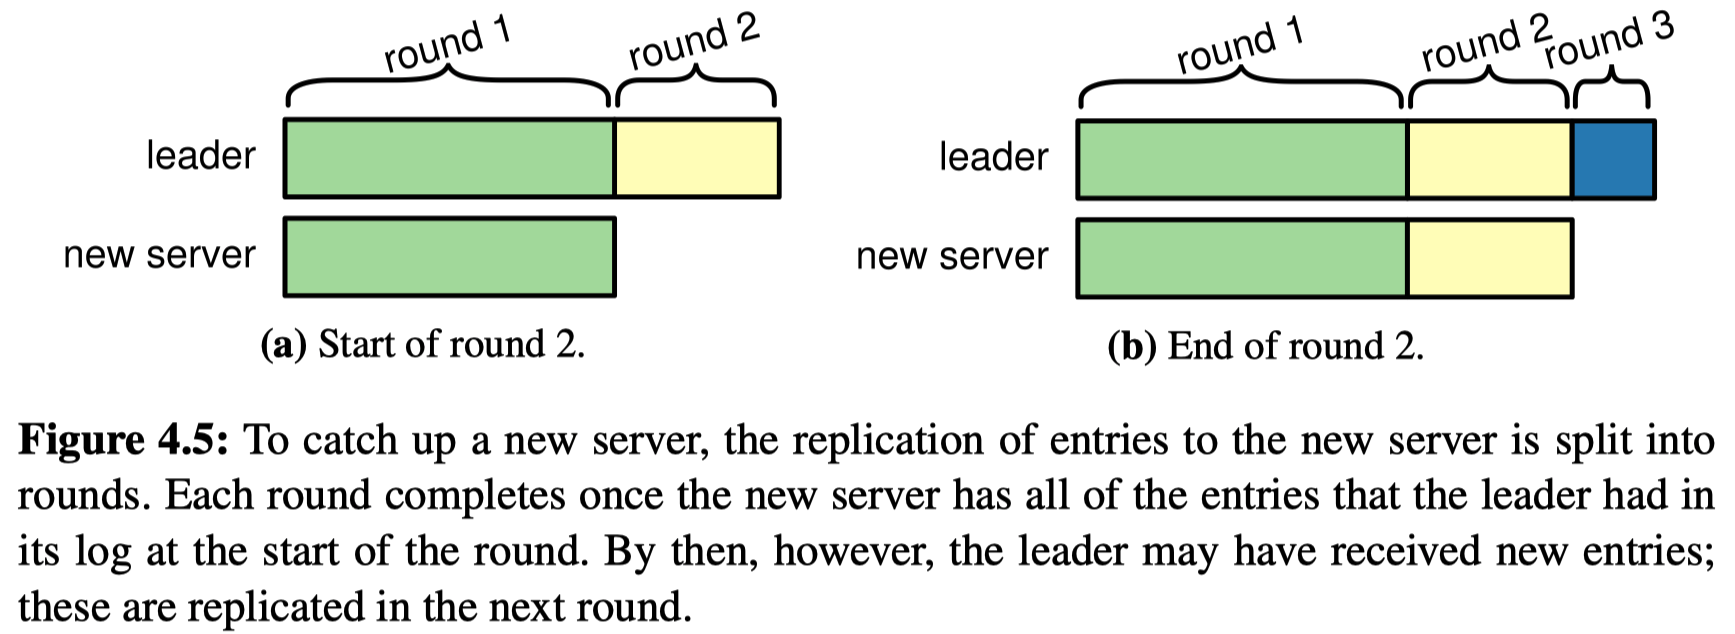 round 1
round 2
leader
new server
(a) Start of round 2.
round 1
round 2
round 3
leader
new server
(b) End of round 2.
Figure 4.5: To catch up a new server, the replication of entries to the new server is split into
rounds. Each round completes once the new server has all of the entries that the leader had in
its log at the start of the round. By then, however, the leader may have received new entries;
these are replicated in the next round.